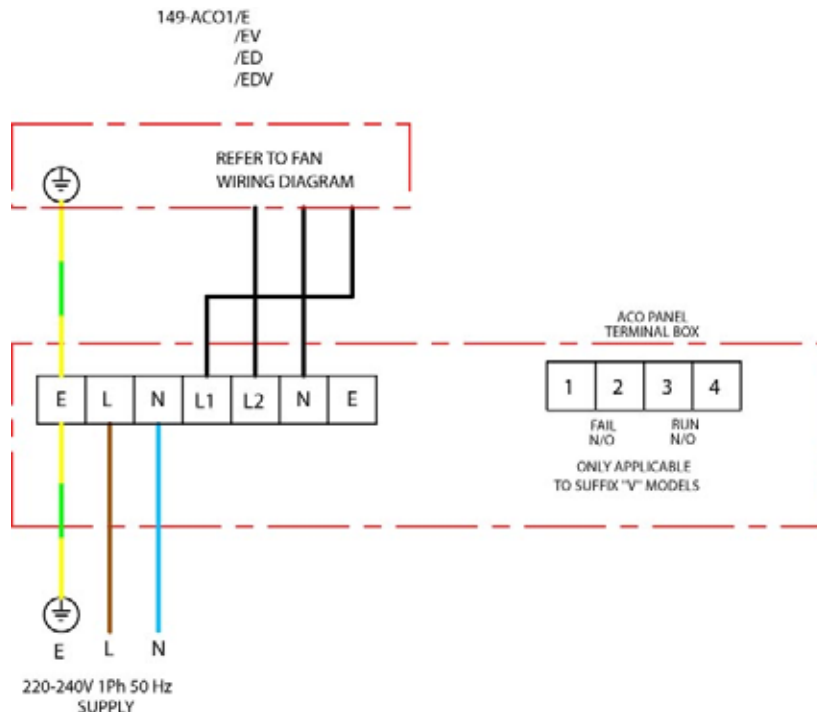 149-ACO1/E
/EV
/ED
/EDV
REFER TO FAN
WIRING DIAGRAM
ACO PANEL
TERMINAL BOX
E L N L1 L2 N E
1 2 3 4
FAIL RUN
N/O N/O
ONLY APPLICABLE
TO SUFFIX "V" MODELS
E L N
220-240V 1Ph 50 Hz
SUPPLY